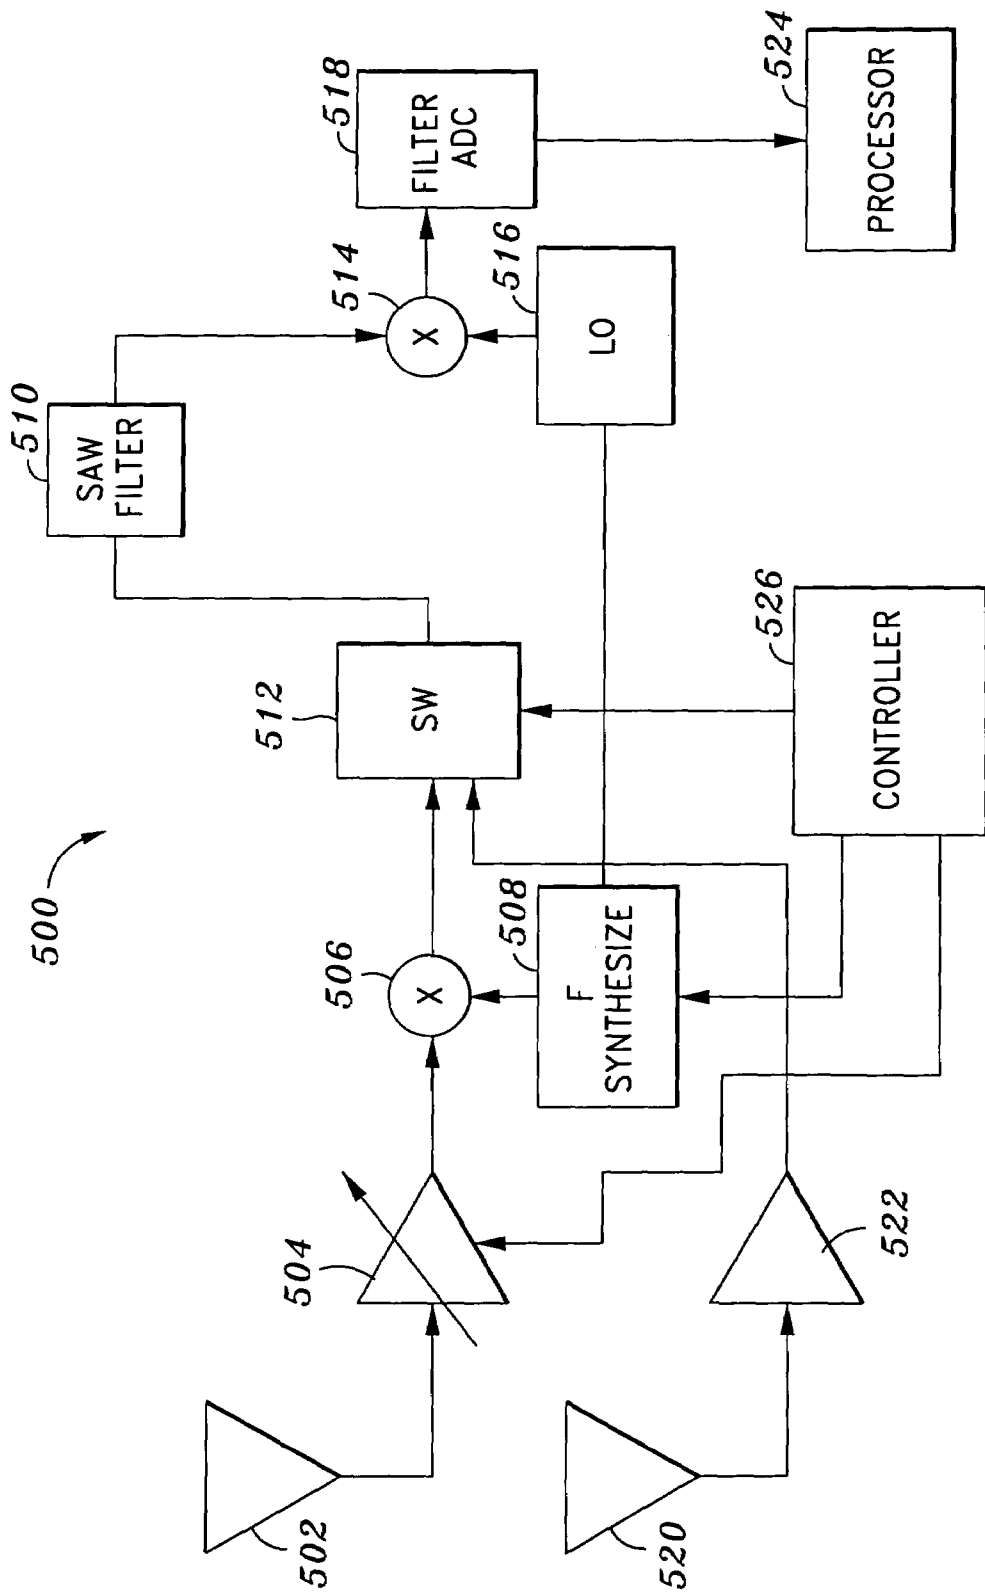 500
510
SAW
FILTER
514
X
518
FILTER
ADC
512
SW
516
LO
524
PROCESSOR
506
X
508
F
SYNTHESIZE
526
CONTROLLER
504
502
522
520